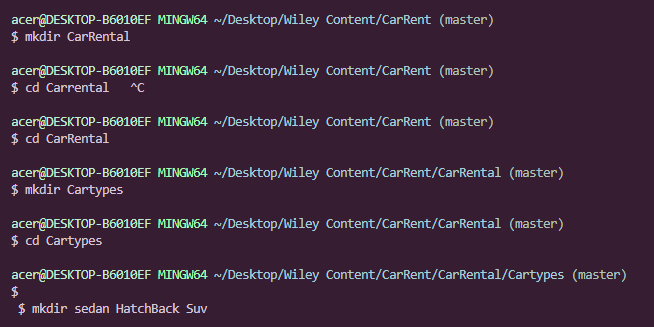 acer@DESKTOP-B6010EF MINGW64 ~/Desktop/Wiley Content/CarRent (master)
$ mkdir CarRental
acer@DESKTOP-B6010EF MINGW64 ~/Desktop/Wiley Content/CarRent (master)
$ cd Carrental   ^C
acer@DESKTOP-B6010EF MINGW64 ~/Desktop/Wiley Content/CarRent (master)
$ cd CarRental
acer@DESKTOP-B6010EF MINGW64 ~/Desktop/Wiley Content/CarRent/CarRental (master)
$ mkdir Cartypes
acer@DESKTOP-B6010EF MINGW64 ~/Desktop/Wiley Content/CarRent/CarRental (master)
$ cd Cartypes
acer@DESKTOP-B6010EF MINGW64 ~/Desktop/Wiley Content/CarRent/CarRental/Cartypes (master)
$
$ mkdir sedan HatchBack Suv